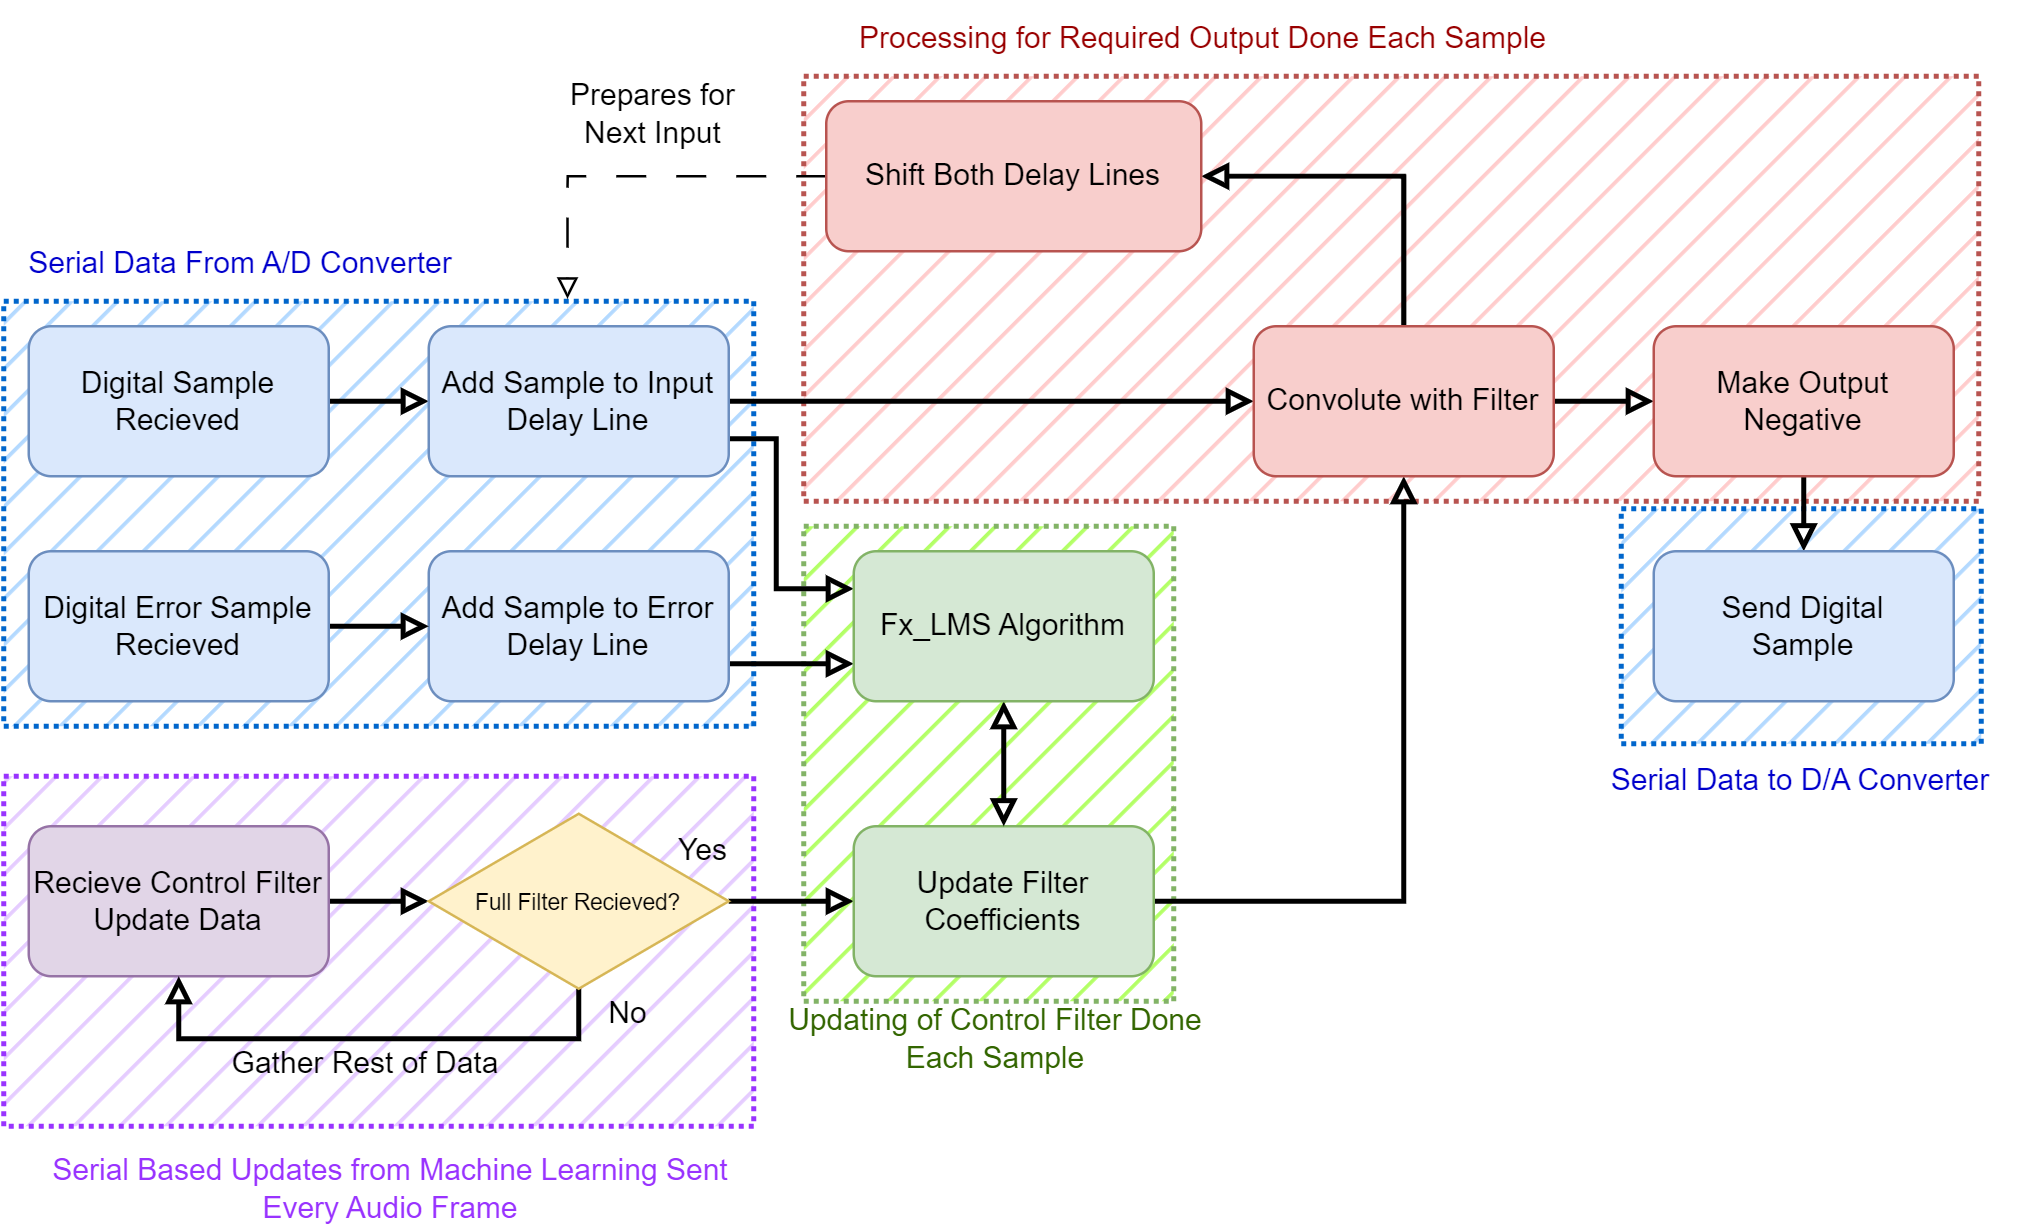 Processing for Required Output Done Each Sample
Prepares for
Next Input
Shift Both Delay Lines
Serial Data From A/D Converter
Digital Sample
Recieved
Add Sample to Input
Delay Line
Convolute with Filter
Make Output
Negative
Digital Error Sample
Recieved
Add Sample to Error
Delay Line
Fx_LMS Algorithm
Send Digital
Sample
Serial Data to D/A Converter
Recieve Control Filter
Update Data
Full Filter Recieved?
Yes
No
Gather Rest of Data
Update Filter
Coefficients
Updating of Control Filter Done
Each Sample
Serial Based Updates from Machine Learning Sent
Every Audio Frame